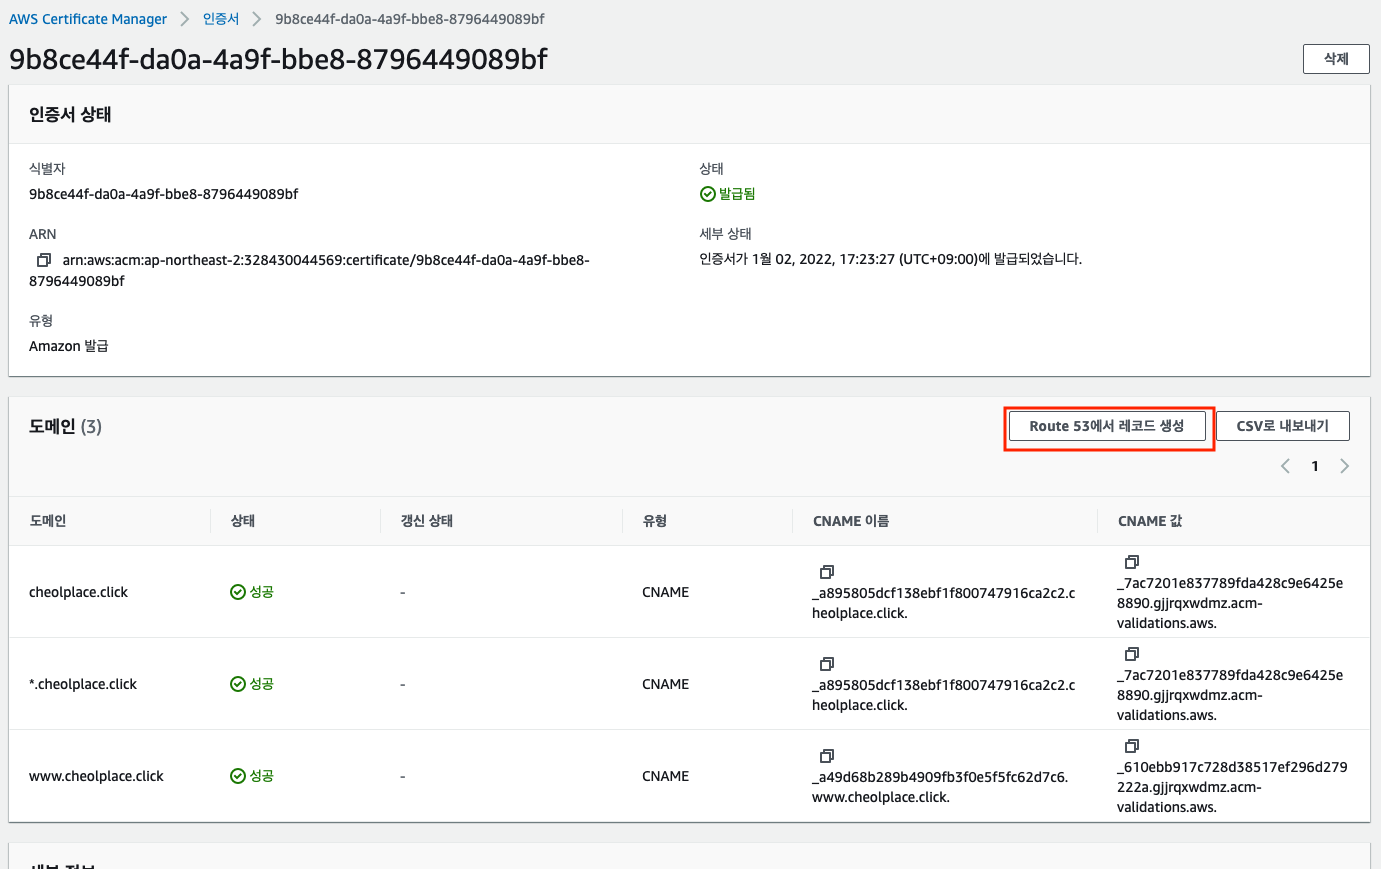 AWS Certificate Manager > 인증서 > 9b8ce44f-da0a-4a9f-bbe8-8796449089bf
9b8ce44f-da0a-4a9f-bbe8-8796449089bf
삭제
인증서 상태
식별자
9b8ce44f-da0a-4a9f-bbe8-8796449089bf
상태
발급됨
ARN
arn:aws:acm:ap-northeast-2:328430044569:certificate/9b8ce44f-da0a-4a9f-bbe8-
8796449089bf
세부 상태
인증서가 1월 02, 2022, 17:23:27 (UTC+09:00)에 발급되었습니다.
유형
Amazon 발급
도메인 (3)
Route 53에서 레코드 생성
CSV로 내보내기
1
도메인 상태 갱신 상태 유형 CNAME 이름 CNAME 값
cheolplace.click
성공
-
CNAME
_a895805dcf138ebf1f800747916ca2c2.c
heolplace.click.
_7ac7201e837789fda428c9e6425e
8890.gjjrqxwdmz.acm-
validations.aws.
*.cheolplace.click
성공
-
CNAME
_a895805dcf138ebf1f800747916ca2c2.c
heolplace.click.
_7ac7201e837789fda428c9e6425e
8890.gjjrqxwdmz.acm-
validations.aws.
www.cheolplace.click
성공
-
CNAME
_a49d68b289b4909fb3f0e5f5fc62d7c6.
www.cheolplace.click.
_610ebb917c728d38517ef296d279
222a.gjjrqxwdmz.acm-
validations.aws.